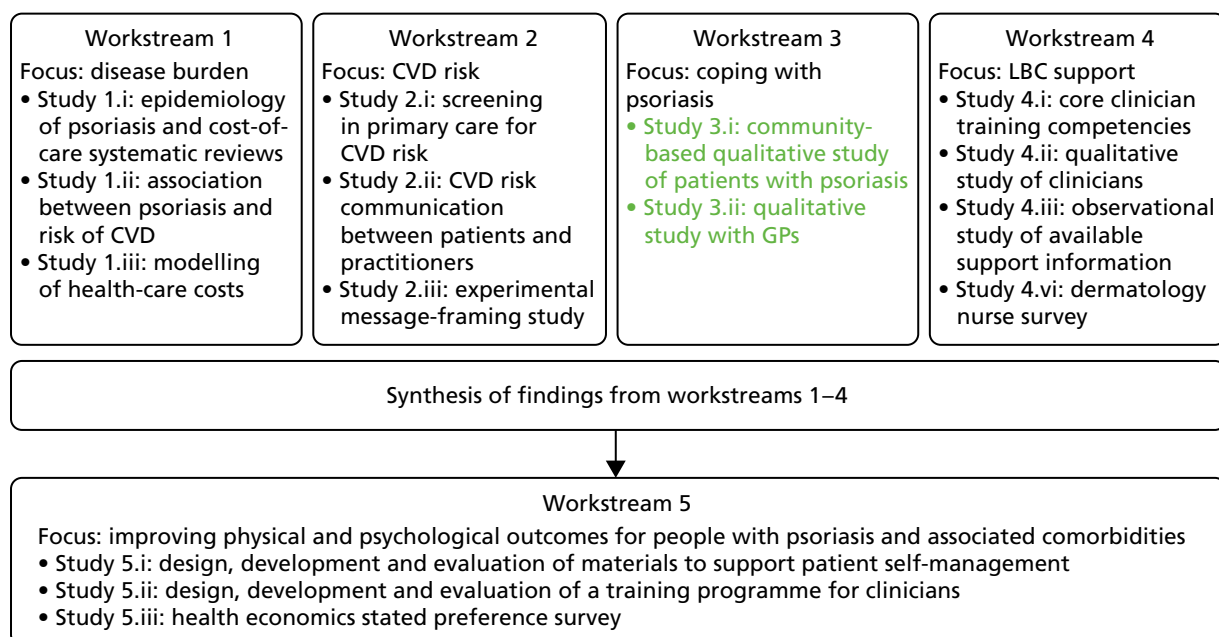 Workstream 1
Focus: disease burden
• Study 1.i: epidemiology
of psoriasis and cost-of-
care systematic reviews
• Study 1.ii: association
between psoriasis and
risk of CVD
• Study 1.iii: modelling
of health-care costs
Workstream 2
Focus: CVD risk
• Study 2.i: screening
in primary care for
CVD risk
• Study 2.ii: CVD risk
communication
between patients and
practitioners
• Study 2.iii: experimental
message-framing study
Workstream 3
Focus: coping with
psoriasis
• Study 3.i: community-
based qualitative study
of patients with psoriasis
• Study 3.ii: qualitative
study with GPs
Workstream 4
Focus: LBC support
• Study 4.i: core clinician
training competencies
• Study 4.ii: qualitative
study of clinicians
• Study 4.iii: observational
study of available
support information
• Study 4.vi: dermatology
nurse survey
Synthesis of findings from workstreams 1–4
Workstream 5
Focus: improving physical and psychological outcomes for people with psoriasis and associated comorbidities
• Study 5.i: design, development and evaluation of materials to support patient self-management
• Study 5.ii: design, development and evaluation of a training programme for clinicians
• Study 5.iii: health economics stated preference survey